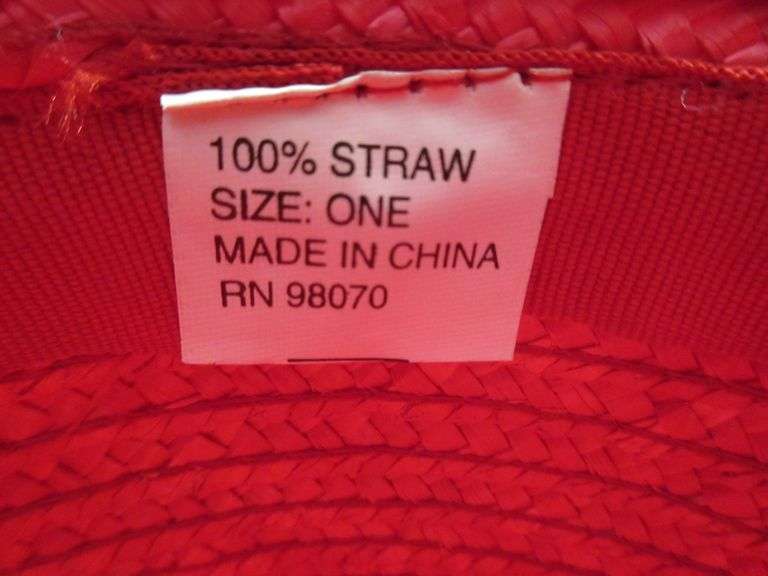 100% STRAW
SIZE: ONE
MADE IN CHINA
RN 98070